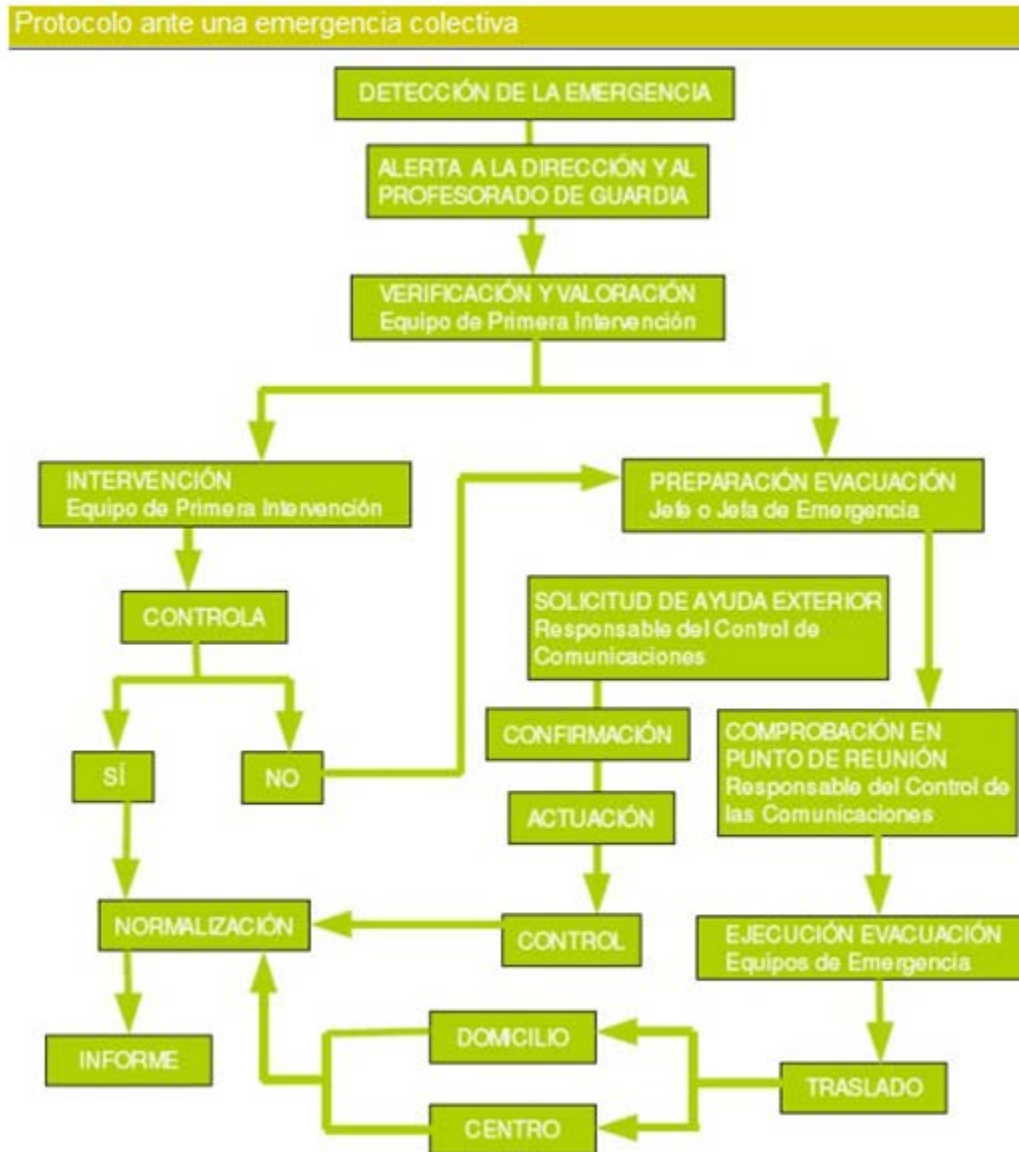 Protocolo ante una emergencia colectiva
DETECCIÓN DE LA EMERGENCIA
ALERTA A LA DIRECCIÓN Y AL
PROFESORADO DE GUARDIA
VERIFICACIÓN Y VALORACIÓN
Equipo de Primera Intervención
INTERVENCIÓN
Equipo de Primera Intervención
PREPARACIÓN EVACUACIÓN
Jefe o Jefa de Emergencia
CONTROLA
SOLICITUD DE AYUDA EXTERIOR
Responsable del Control de
Comunicaciones
SÍ
NO
CONFIRMACIÓN
COMPROBACIÓN EN
PUNTO DE REUNIÓN
Responsable del Control de
las Comunicaciones
ACTUACIÓN
NORMALIZACIÓN
CONTROL
EJECUCIÓN EVACUACIÓN
Equipos de Emergencia
INFORME
DOMICILIO
TRASLADO
CENTRO